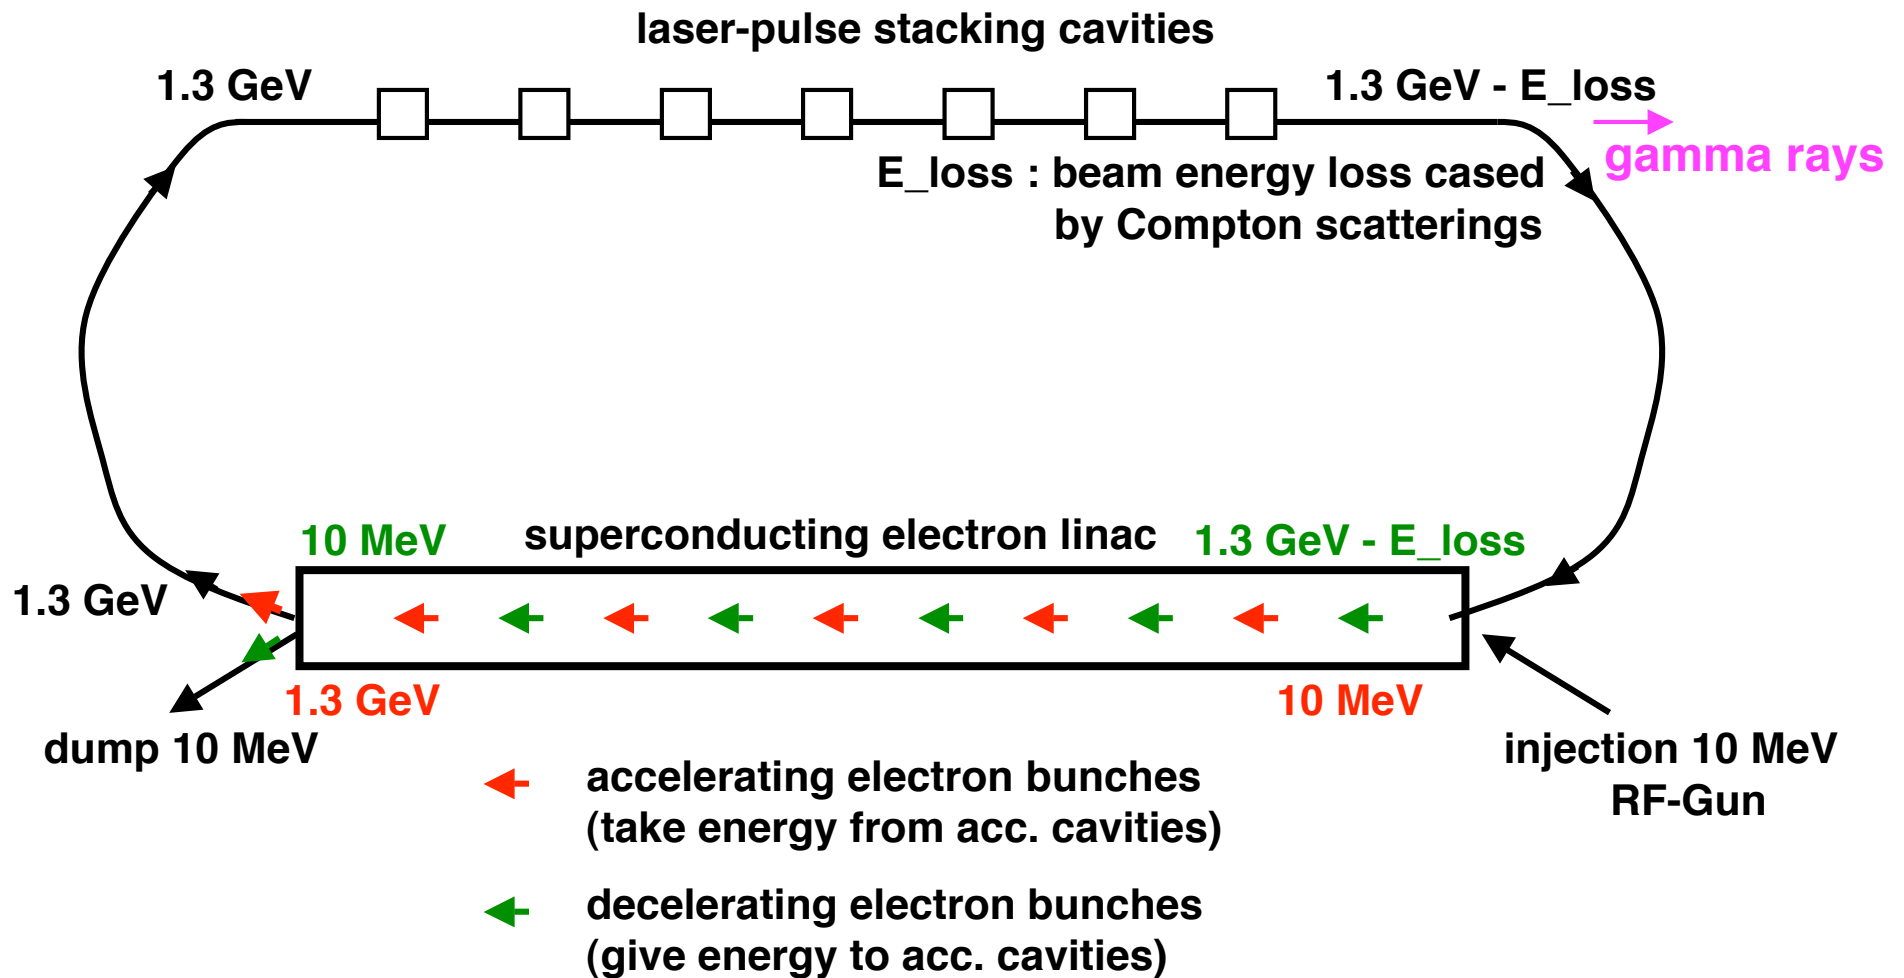 laser-pulse stacking cavities
1.3 GeV
1.3 GeV - E_loss
gamma rays
E_loss : beam energy loss cased
by Compton scatterings
10 MeV
superconducting electron linac
1.3 GeV - E_loss
1.3 GeV
1.3 GeV
10 MeV
dump 10 MeV
injection 10 MeV
RF-Gun
accelerating electron bunches
(take energy from acc. cavities)
decelerating electron bunches
(give energy to acc. cavities)